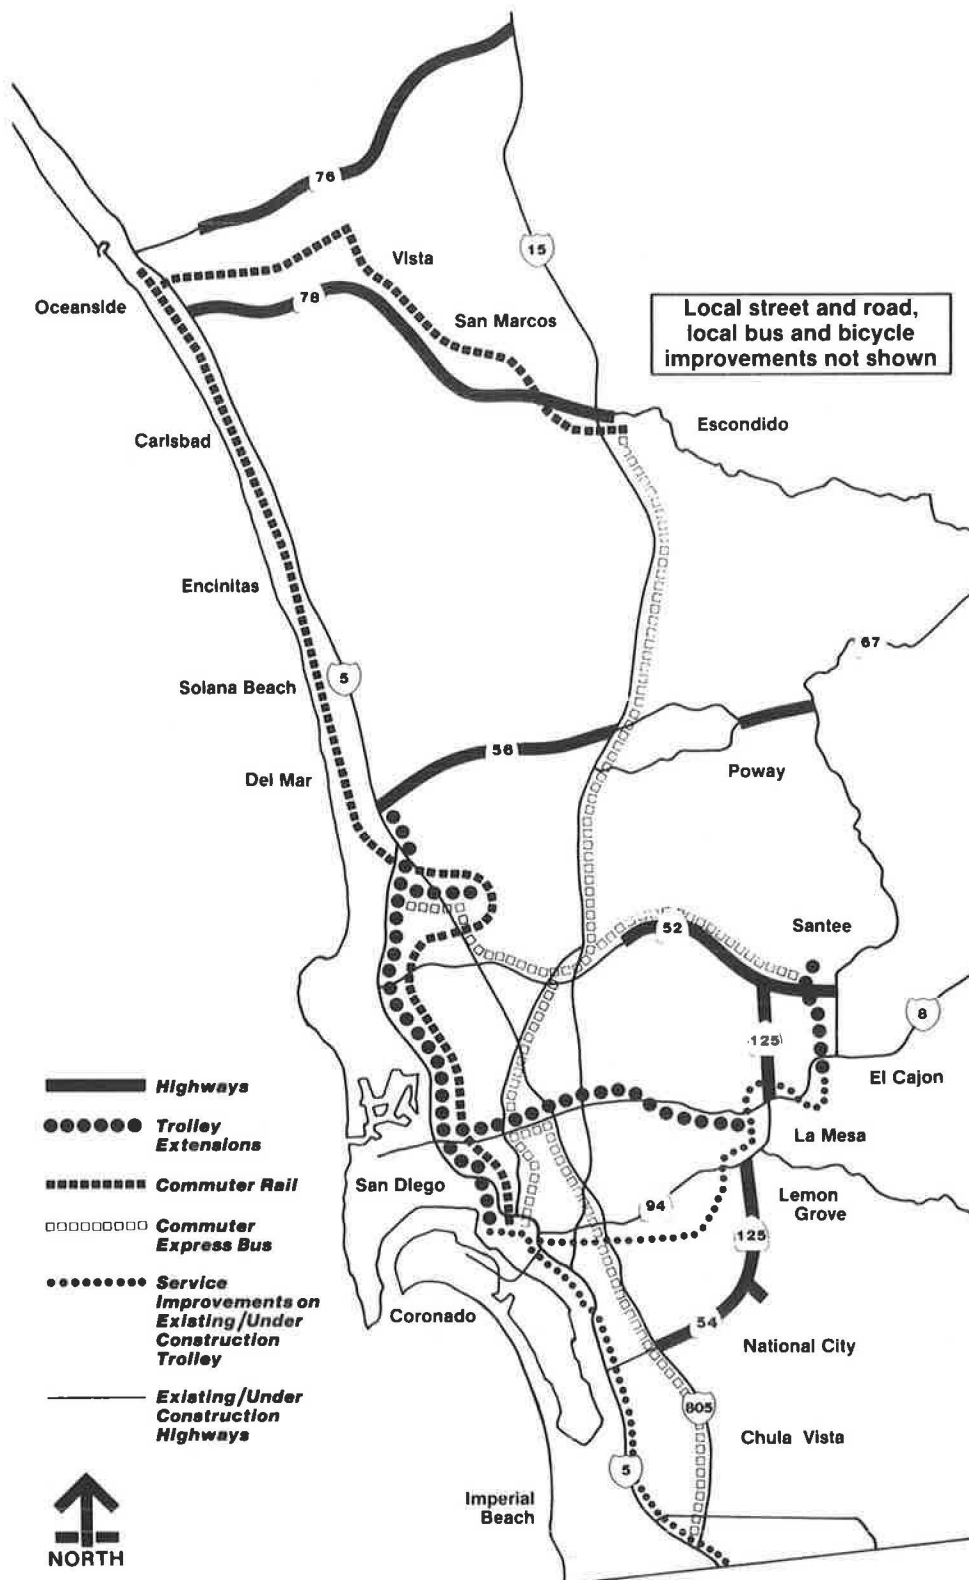 76
15
Vista
78
Oceanside
San Marcos
Local street and road,
local bus and bicycle
improvements not shown
Escondido
Carlsbad
Encinitas
67
5
Solana Beach
56
Del Mar
Poway
52
Santee
8
125
El Cajon
La Mesa
San Diego
94
Lemon
Grove
125
Coronado
54
National City
805
Chula Vista
5
Imperial
Beach
Highways
Trolley
Extensions
Commuter Rail
Commuter
Express Bus
Service
Improvements on
Existing/Under
Construction
Trolley
Existing/Under
Construction
Highways
NORTH